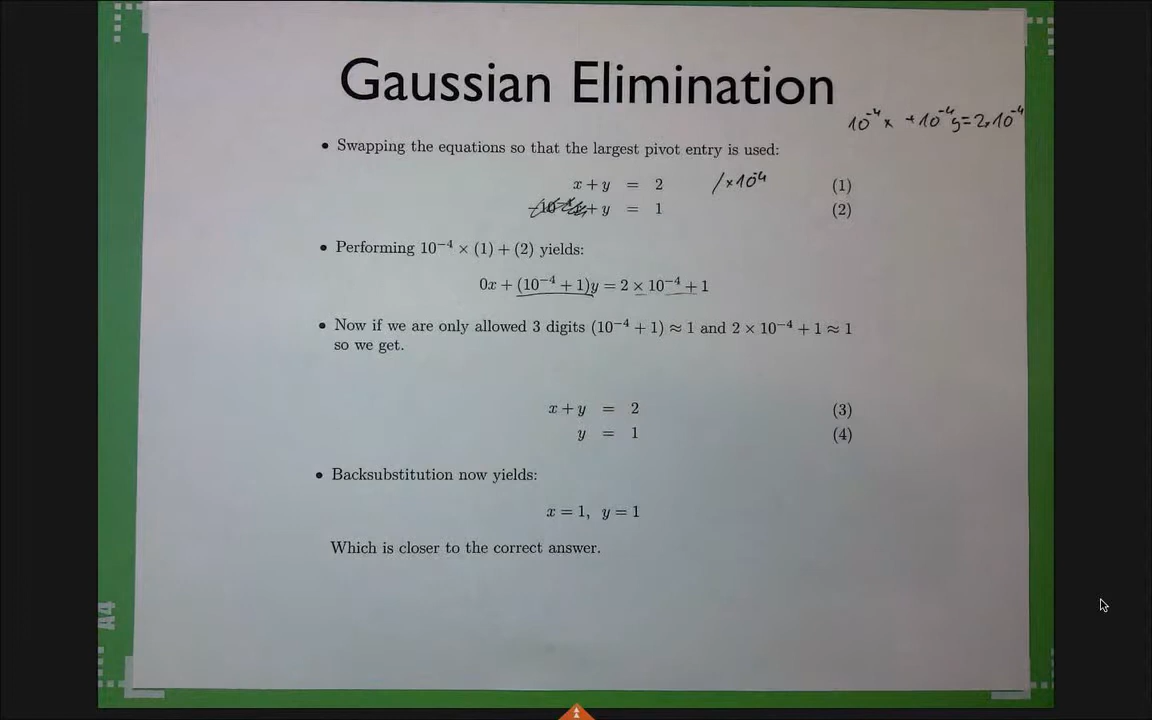 Gaussian Elimination
10⁻⁴x + 10⁻⁴y = 2×10⁻⁴
• Swapping the equations so that the largest pivot entry is used:
x + y = 2 /×10⁻⁴ (1)
+ y = 1 (2)
• Performing 10⁻⁴ × (1) + (2) yields:
0x + (10⁻⁴ + 1)y = 2 × 10⁻⁴ + 1
• Now if we are only allowed 3 digits (10⁻⁴ + 1) ≈ 1 and 2 × 10⁻⁴ + 1 ≈ 1
so we get.
x + y = 2 (3)
y = 1 (4)
• Backsubstitution now yields:
x = 1, y = 1
Which is closer to the correct answer.
A4